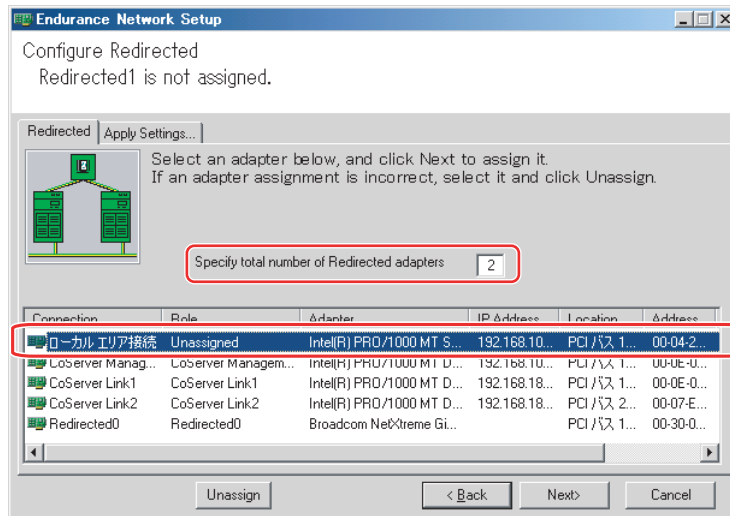 Endurance Network Setup
Configure Redirected
Redirected1 is not assigned.
Redirected Apply Settings...
Select an adapter below, and click Next to assign it.
If an adapter assignment is incorrect, select it and click Unassign.
Specify total number of Redirected adapters 2
Connection Role Adapter IP Address Location Address
ローカル エリア接続 Unassigned Intel(R) PRO/1000 MT S... 192.168.10... PCI バス 1... 00-04-2...
CoServer Manag... CoServer Managem... Intel(R) PRO/1000 MT D... 192.168.10... PCI バス 1... 00-0E-0...
CoServer Link1 CoServer Link1 Intel(R) PRO/1000 MT D... 192.168.18... PCI バス 1... 00-0E-0...
CoServer Link2 CoServer Link2 Intel(R) PRO/1000 MT D... 192.168.18... PCI バス 2... 00-07-E...
Redirected0 Redirected0 Broadcom NetXtreme Gi... PCI バス 1... 00-30-0...
Unassign < Back Next> Cancel